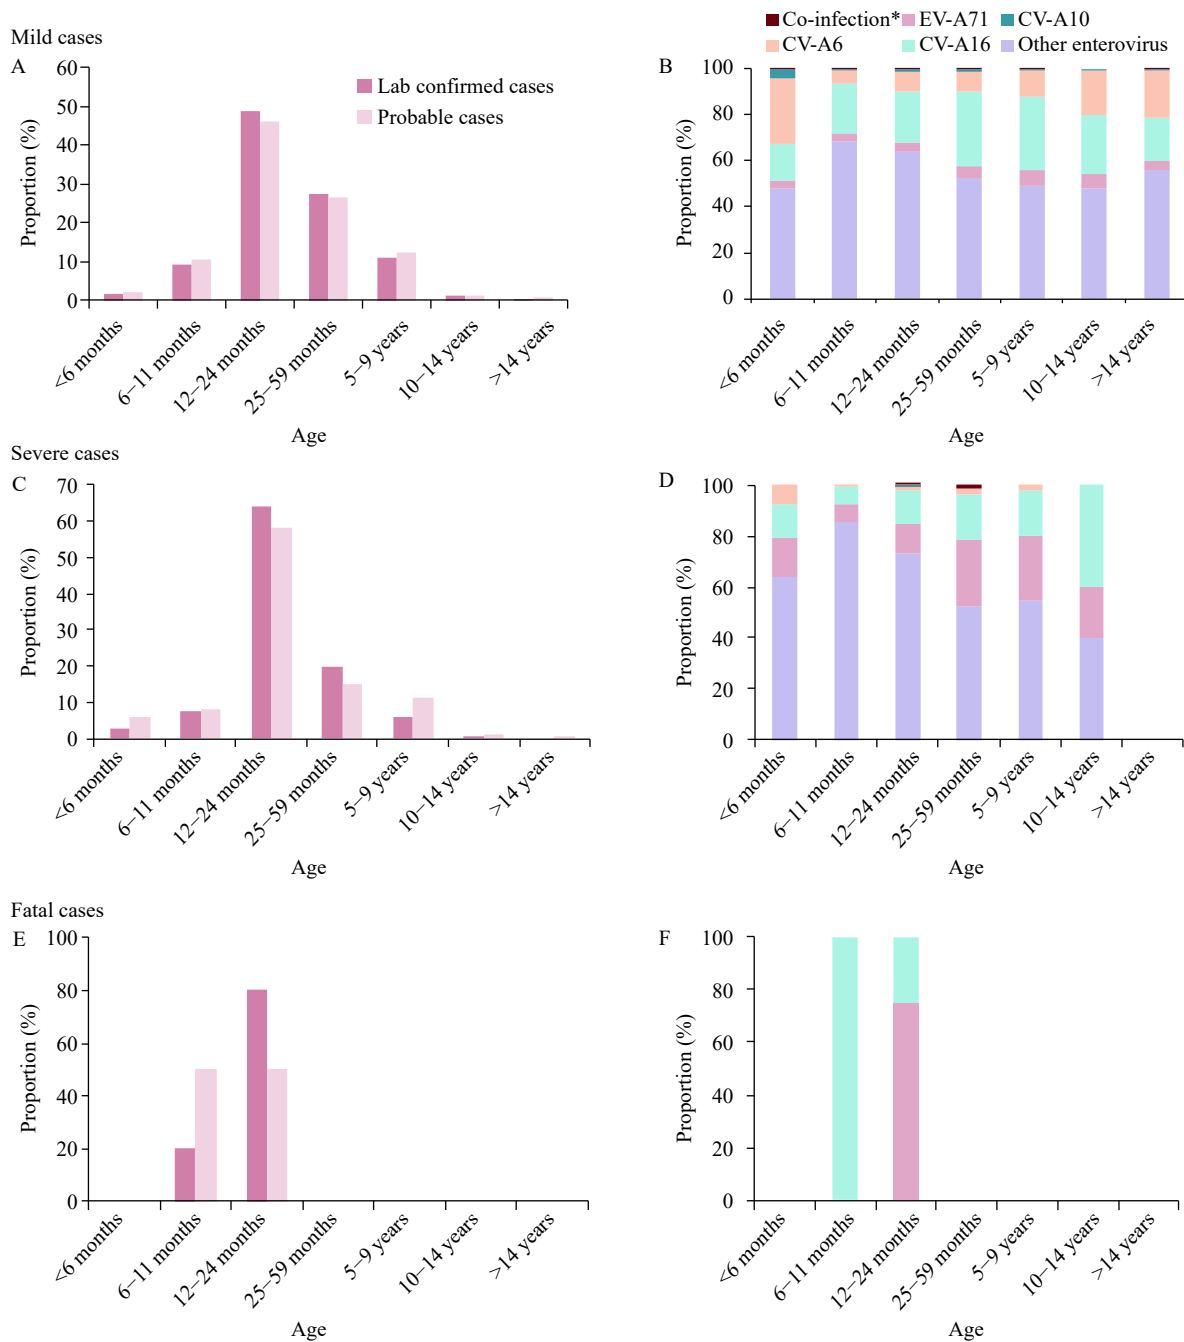 Co-infection* EV-A71 CV-A10
CV-A6 CV-A16 Other enterovirus
Mild cases
A
Proportion (%)
60
50
40
30
20
10
0
Lab confirmed cases
Probable cases
<6 months
6–11 months
12–24 months
25–59 months
5–9 years
10–14 years
>14 years
Age
B
Proportion (%)
100
80
60
40
20
0
<6 months
6–11 months
12–24 months
25–59 months
5–9 years
10–14 years
>14 years
Age
Severe cases
C
Proportion (%)
70
60
50
40
30
20
10
0
<6 months
6–11 months
12–24 months
25–59 months
5–9 years
10–14 years
>14 years
Age
D
Proportion (%)
100
80
60
40
20
0
<6 months
6–11 months
12–24 months
25–59 months
5–9 years
10–14 years
>14 years
Age
Fatal cases
E
Proportion (%)
100
80
60
40
20
0
<6 months
6–11 months
12–24 months
25–59 months
5–9 years
10–14 years
>14 years
Age
F
Proportion (%)
100
80
60
40
20
0
<6 months
6–11 months
12–24 months
25–59 months
5–9 years
10–14 years
>14 years
Age